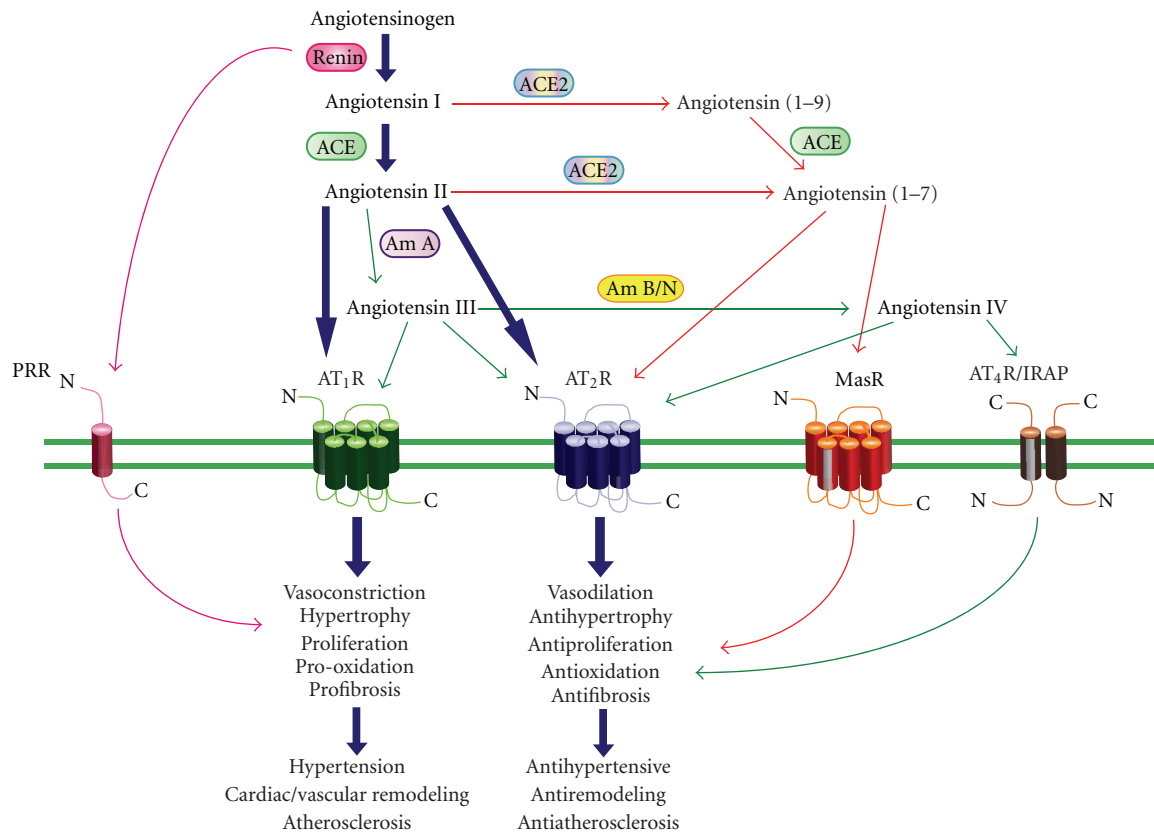 Angiotensinogen
Renin
Angiotensin I
ACE2
Angiotensin (1–9)
ACE
ACE
Angiotensin II
ACE2
Angiotensin (1–7)
Am A
Angiotensin III
Am B/N
Angiotensin IV
PRR
N
C
AT₁R
N
C
AT₂R
N
C
MasR
N
C
AT₄R/IRAP
C
C
N
N
Vasoconstriction
Hypertrophy
Proliferation
Pro-oxidation
Profibrosis
Vasodilation
Antihypertrophy
Antiproliferation
Antioxidation
Antifibrosis
Hypertension
Cardiac/vascular remodeling
Atherosclerosis
Antihypertensive
Antiremodeling
Antiatherosclerosis